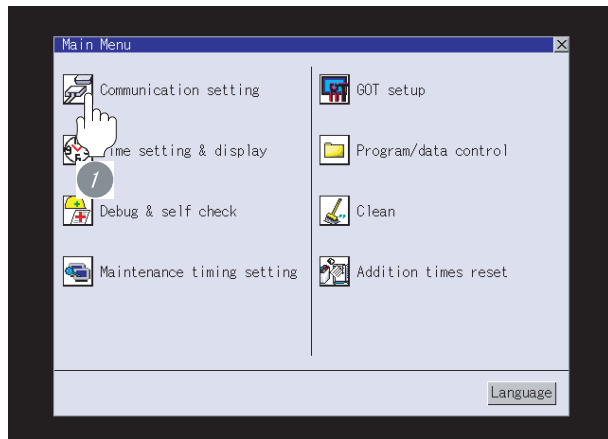 Main Menu
Communication setting
Time setting & display
Debug & self check
Maintenance timing setting
GOT setup
Program/data control
Clean
Addition times reset
Language
1